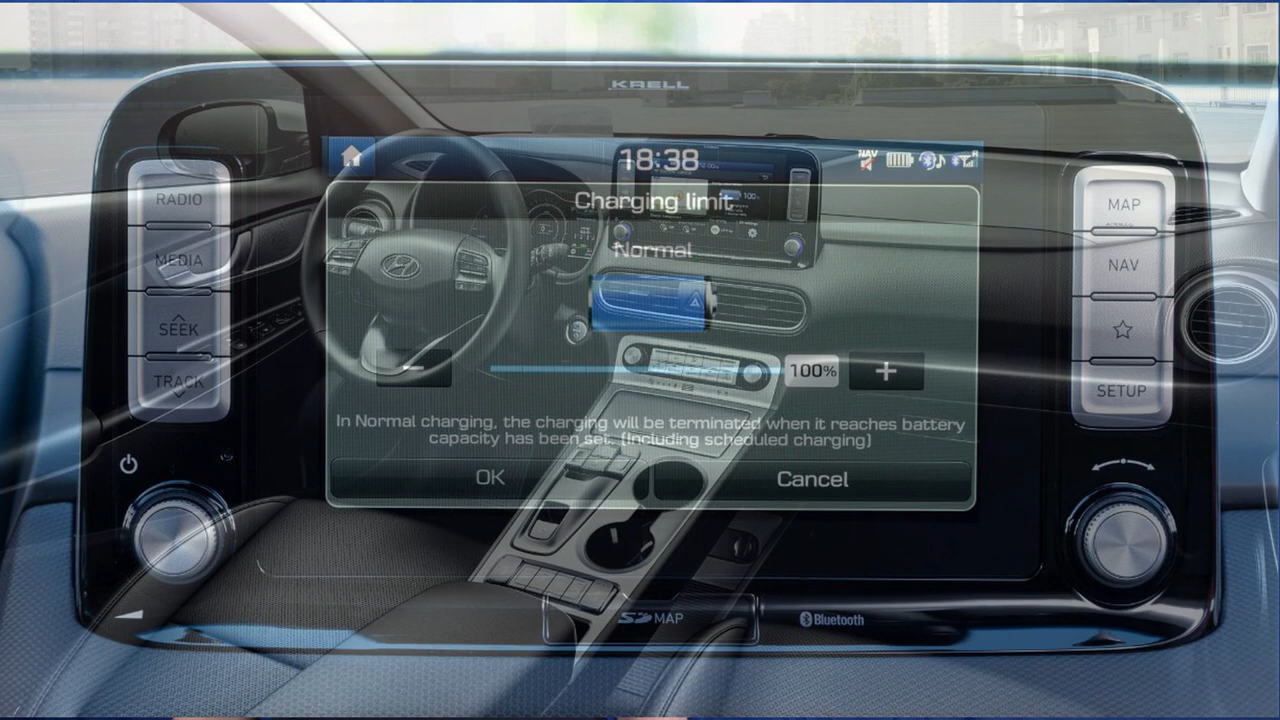 KRELL
18:38
NAV
Charging limit
Normal
RADIO
MEDIA
SEEK
TRACK
MAP
NAV
SETUP
100%
In Normal charging, the charging will be terminated when it reaches battery
capacity has been set. (Including scheduled charging)
OK
Cancel
SD MAP
Bluetooth